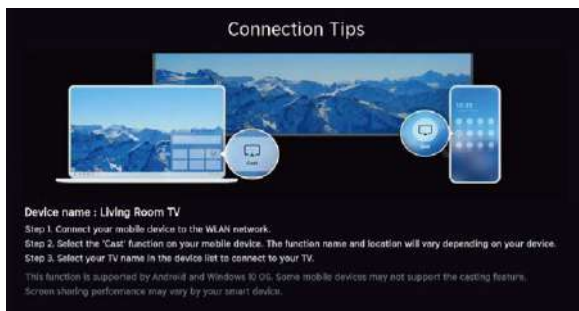 Connection Tips
Cast
Device name : Living Room TV
Step 1. Connect your mobile device to the WLAN network.
Step 2. Select the 'Cast' function on your mobile device. The function name and location will vary depending on your device.
Step 3. Select your TV name in the device list to connect to your TV.
This function is supported by Android and Windows 10 OS. Some mobile devices may not support the casting feature.
Screen sharing performance may vary by your smart device.